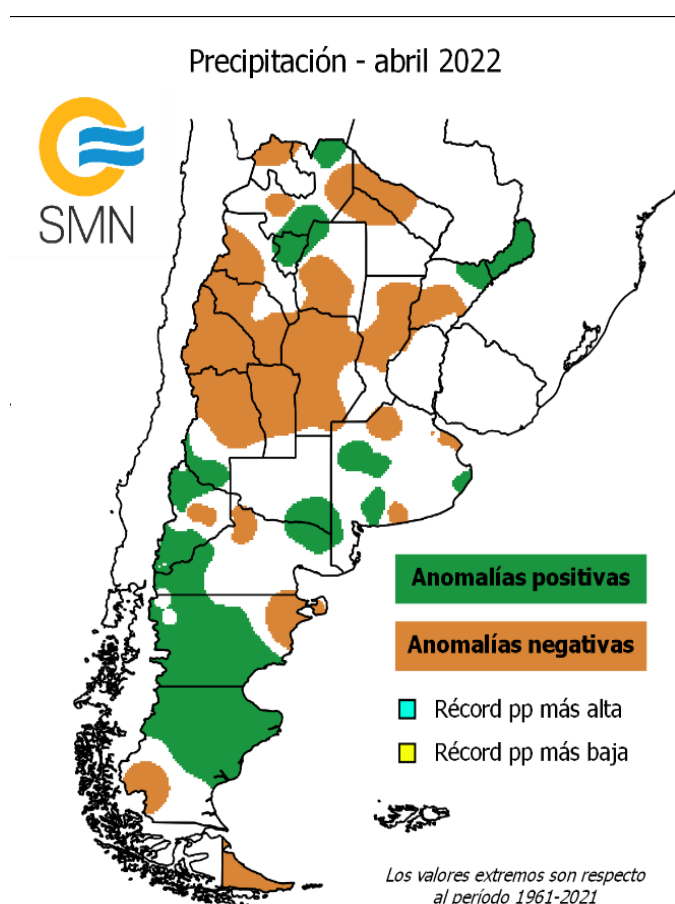 Precipitación - abril 2022
SMN
Anomalías positivas
Anomalías negativas
Récord pp más alta
Récord pp más baja
Los valores extremos son respecto
al período 1961-2021